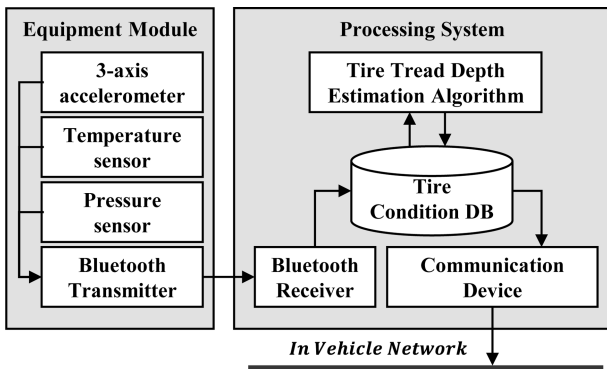 Equipment Module
3-axis
accelerometer
Temperature
sensor
Pressure
sensor
Bluetooth
Transmitter
Processing System
Tire Tread Depth
Estimation Algorithm
Tire
Condition DB
Bluetooth
Receiver
Communication
Device
In Vehicle Network